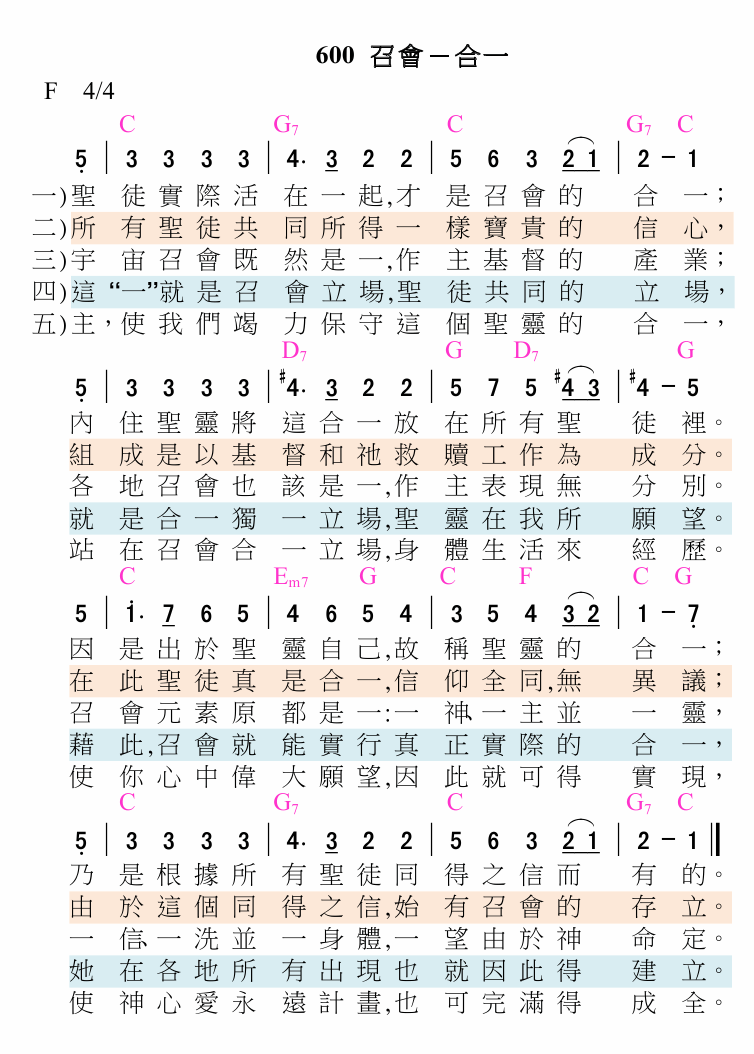 600 召會－合一
F 4/4
C G7 C G7 C
5̣ | 3 3 3 3 | 4. 3 2 2 | 5 6 3 2 1 | 2 － 1
一)聖 徒實際活 在一起,才 是召會的 合 一；
二)所 有聖徒共 同所得一 樣寶貴的 信 心，
三)宇 宙召會既 然是一,作 主基督的 產 業；
四)這 “一”就是召 會立場,聖 徒共同的 立 場，
五)主，使我們竭 力保守這 個聖靈的 合 一，
D7 G D7 G
5̣ | 3 3 3 3 | #4. 3 2 2 | 5 7 5 #4 3 | #4 － 5
內 住聖靈將 這合一放 在所有聖 徒 裡。
組 成是以基 督和祂救 贖工作為 成 分。
各 地召會也 該是一,作 主表現無 分 別。
就 是合一獨 一立場,聖 靈在我所 願 望。
站 在召會合 一立場,身 體生活來 經 歷。
C Em7 G C F C G
5 | 1̇. 7 6 5 | 4 6 5 4 | 3 5 4 3 2 | 1 － 7̣
因 是出於聖 靈自己,故 稱聖靈的 合 一；
在 此聖徒真 是合一,信 仰全同,無 異 議；
召 會元素原 都是一:一 神、一主並 一 靈，
藉 此,召會就 能實行真 正實際的 合 一，
使 你心中偉 大願望,因 此就可得 實 現，
C G7 C G7 C
5̣ | 3 3 3 3 | 4. 3 2 2 | 5 6 3 2 1 | 2 － 1
乃 是根據所 有聖徒同 得之信而 有 的。
由 於這個同 得之信,始 有召會的 存 立。
一 信、一洗並 一身體,一 望由於神 命 定。
她 在各地所 有出現也 就因此得 建 立。
使 神心愛永 遠計畫,也 可完滿得 成 全。